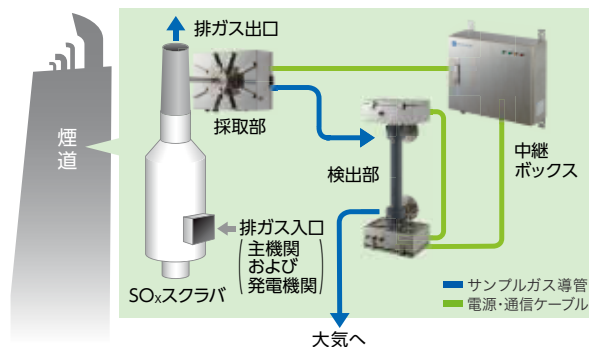 排ガス出口
採取部
煙道
検出部
中継
ボックス
排ガス入口
主機関
および
発電機関
SOxスクラバ
サンプルガス導管
電源・通信ケーブル
大気へ